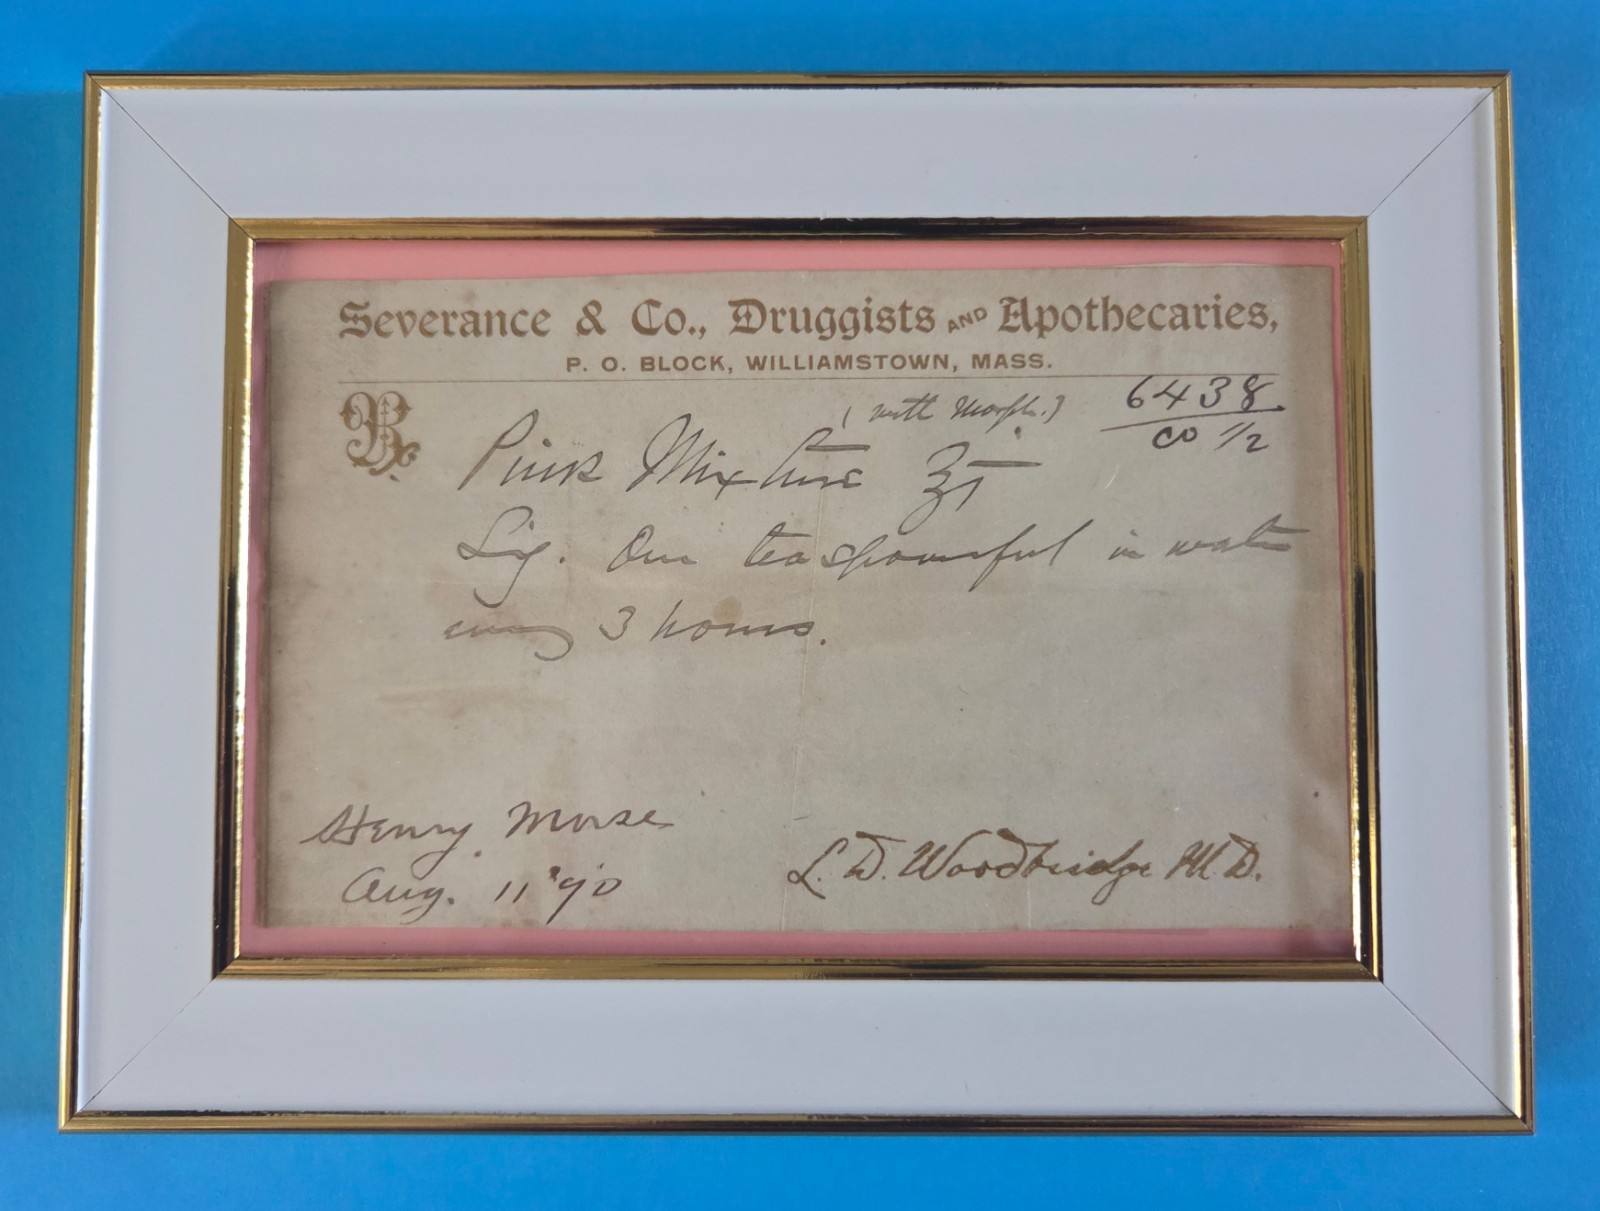 Severance & Co., Druggists AND Apothecaries,
P. O. BLOCK, WILLIAMSTOWN, MASS.
6438
co 1/2
(with Morph.)
℞. Pink Mixture ℥i
Sig. One teaspoonful in water
every 3 hours.
Henry Morse
Aug. 11 '90
L. D. Woodbridge M.D.